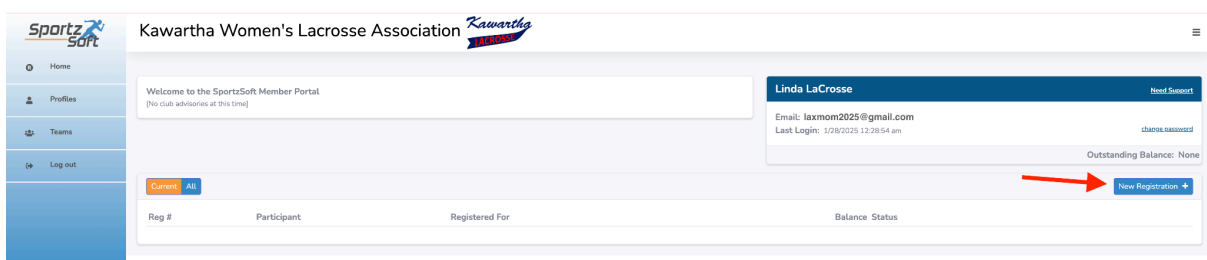 Sportz
Soft
Kawartha Women's Lacrosse Association
Kawartha
LACROSSE
Home
Profiles
Teams
Log out
Welcome to the SportzSoft Member Portal
[No club advisories at this time]
Linda LaCrosse
Need Support
Email: laxmom2025@gmail.com
Last Login: 1/28/2025 12:28:54 am
change password
Outstanding Balance: None
Current All
New Registration +
Reg # Participant Registered For Balance Status